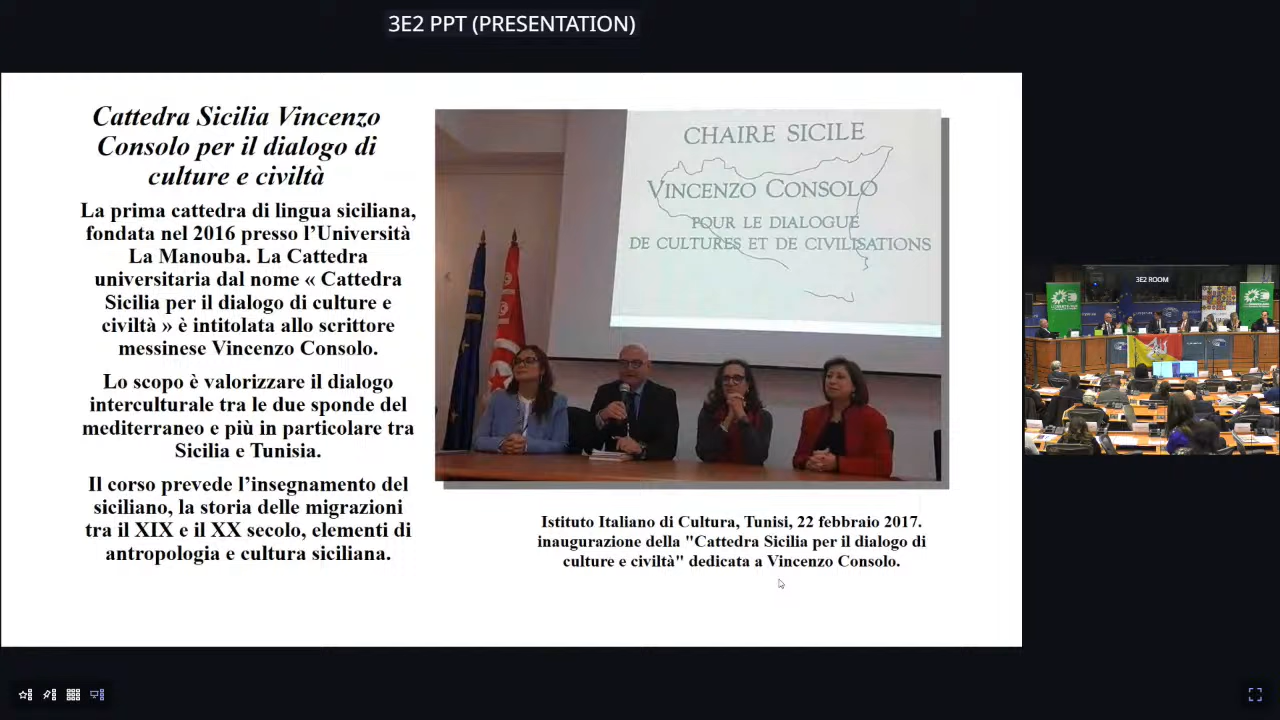 3E2 PPT (PRESENTATION)
Cattedra Sicilia Vincenzo
Consolo per il dialogo di
culture e civiltà
La prima cattedra di lingua siciliana,
fondata nel 2016 presso l’Università
La Manouba. La Cattedra
universitaria dal nome « Cattedra
Sicilia per il dialogo di culture e
civiltà » è intitolata allo scrittore
messinese Vincenzo Consolo.
Lo scopo è valorizzare il dialogo
interculturale tra le due sponde del
mediterraneo e più in particolare tra
Sicilia e Tunisia.
Il corso prevede l’insegnamento del
siciliano, la storia delle migrazioni
tra il XIX e il XX secolo, elementi di
antropologia e cultura siciliana.
CHAIRE SICILE
VINCENZO CONSOLO
POUR LE DIALOGUE
DE CULTURES ET DE CIVILISATIONS
Istituto Italiano di Cultura, Tunisi, 22 febbraio 2017.
inaugurazione della "Cattedra Sicilia per il dialogo di
culture e civiltà" dedicata a Vincenzo Consolo.
3E2 ROOM